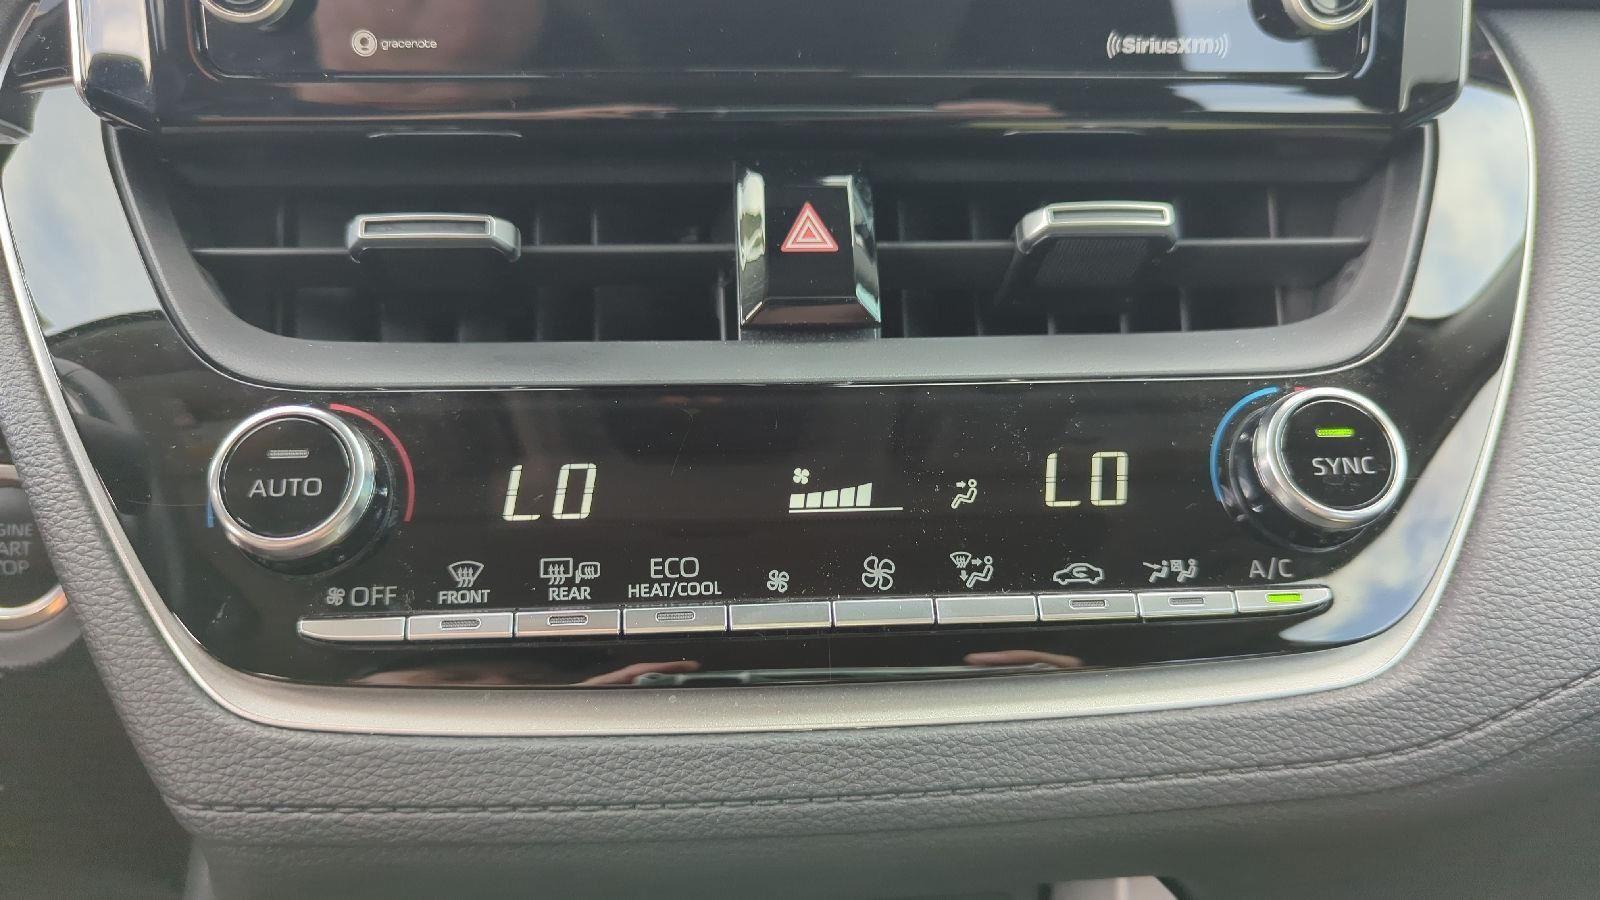 gracenote
SiriusXM
AUTO
LO
LO
SYNC
OFF
FRONT
REAR
ECO
HEAT/COOL
A/C